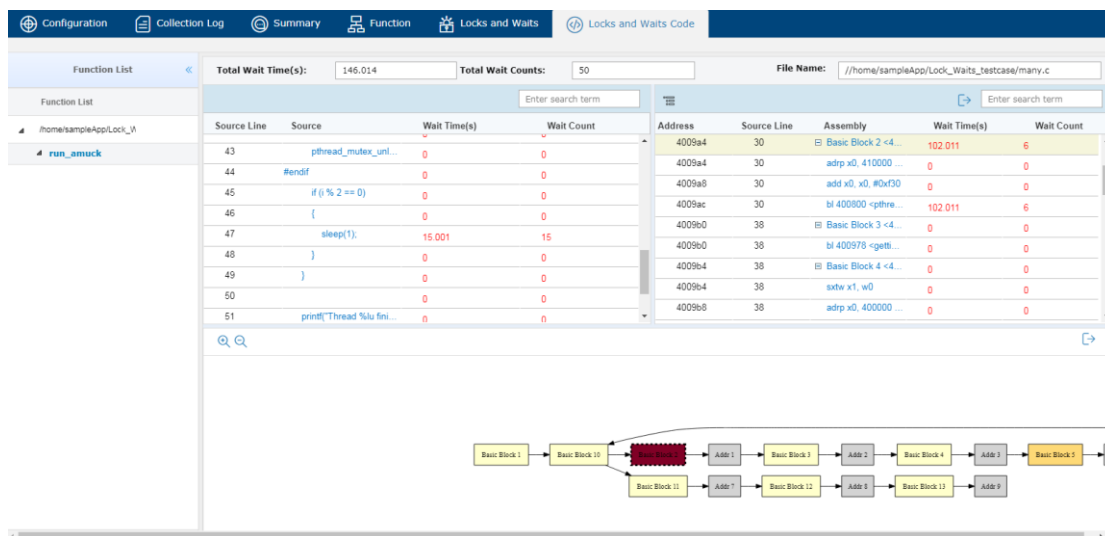 Configuration Collection Log Summary Function Locks and Waits Locks and Waits Code
Function List «
Total Wait Time(s): 146.014 Total Wait Counts: 50 File Name: //home/sampleApp/Lock_Waits_testcase/many.c
Function List
/home/sampleApp/Lock_W
run_amuck
Enter search term
Source Line Source Wait Time(s) Wait Count
43 pthread_mutex_unl... 0 0
44 #endif 0 0
45 if (i % 2 == 0) 0 0
46 { 0 0
47 sleep(1); 15.001 15
48 } 0 0
49 } 0 0
50 0 0
51 printf("Thread %lu fini... 0 0
Enter search term
Address Source Line Assembly Wait Time(s) Wait Count
4009a4 30 Basic Block 2 <4... 102.011 6
4009a4 30 adrp x0, 410000 ... 0 0
4009a8 30 add x0, x0, #0xf30 0 0
4009ac 30 bl 400800 <pthre... 102.011 6
4009b0 38 Basic Block 3 <4... 0 0
4009b0 38 bl 400978 <getti... 0 0
4009b4 38 Basic Block 4 <4... 0 0
4009b4 38 sxtw x1, w0 0 0
4009b8 38 adrp x0, 400000 ... 0 0
Basic Block 1 Basic Block 10 Basic Block 2 Addr 1 Basic Block 3 Addr 2 Basic Block 4 Addr 3 Basic Block 5
Basic Block 11 Addr 7 Basic Block 12 Addr 8 Basic Block 13 Addr 9